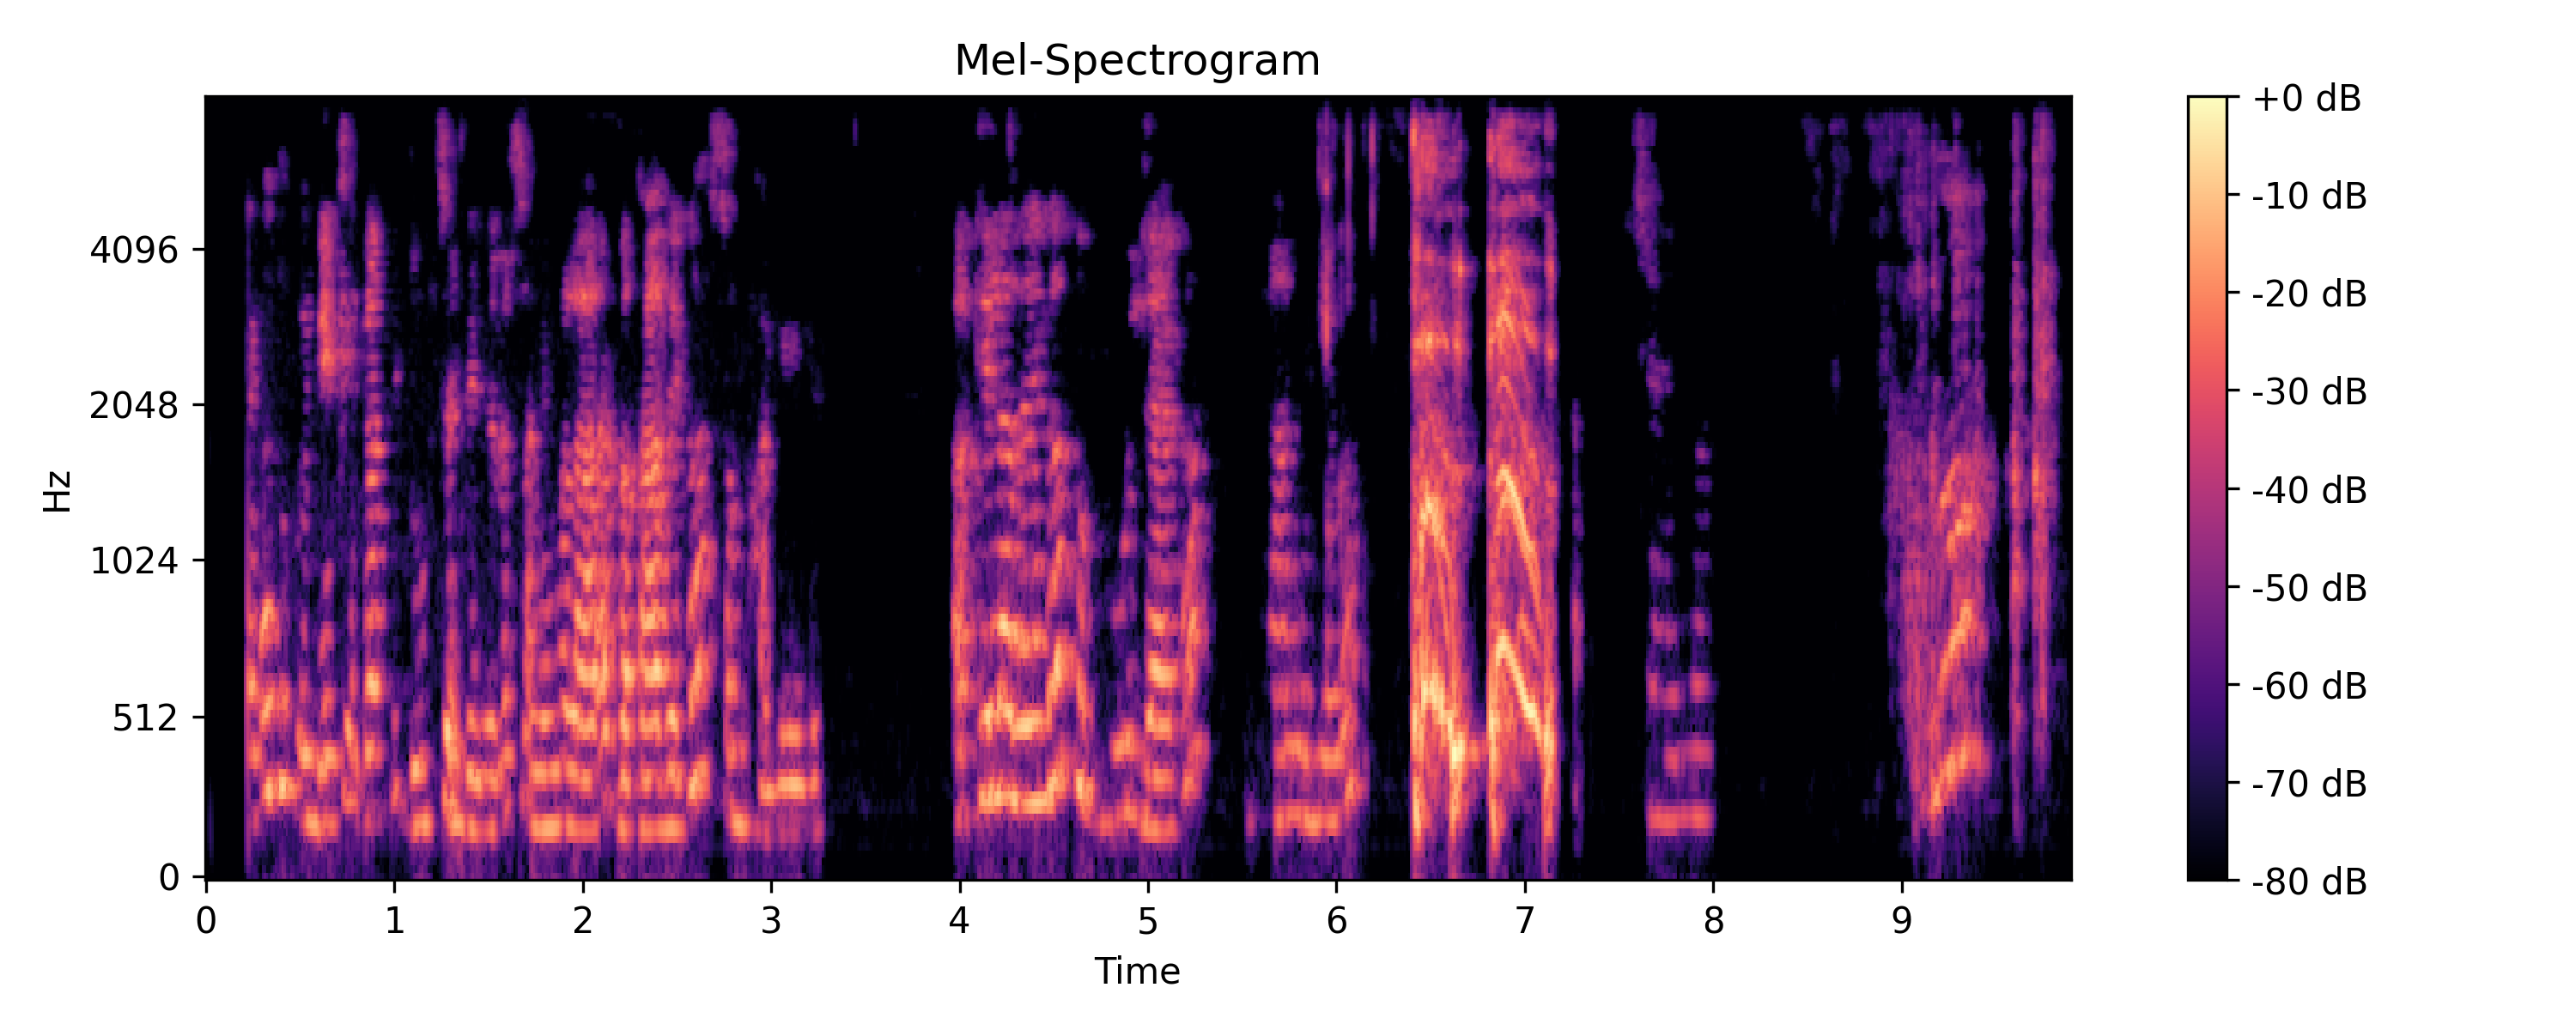 Mel-Spectrogram
+0 dB
4096
-10 dB
-20 dB
2048
-30 dB
Hz
-40 dB
1024
-50 dB
512
-60 dB
-70 dB
0
-80 dB
0 1 2 3 4 5 6 7 8 9
Time